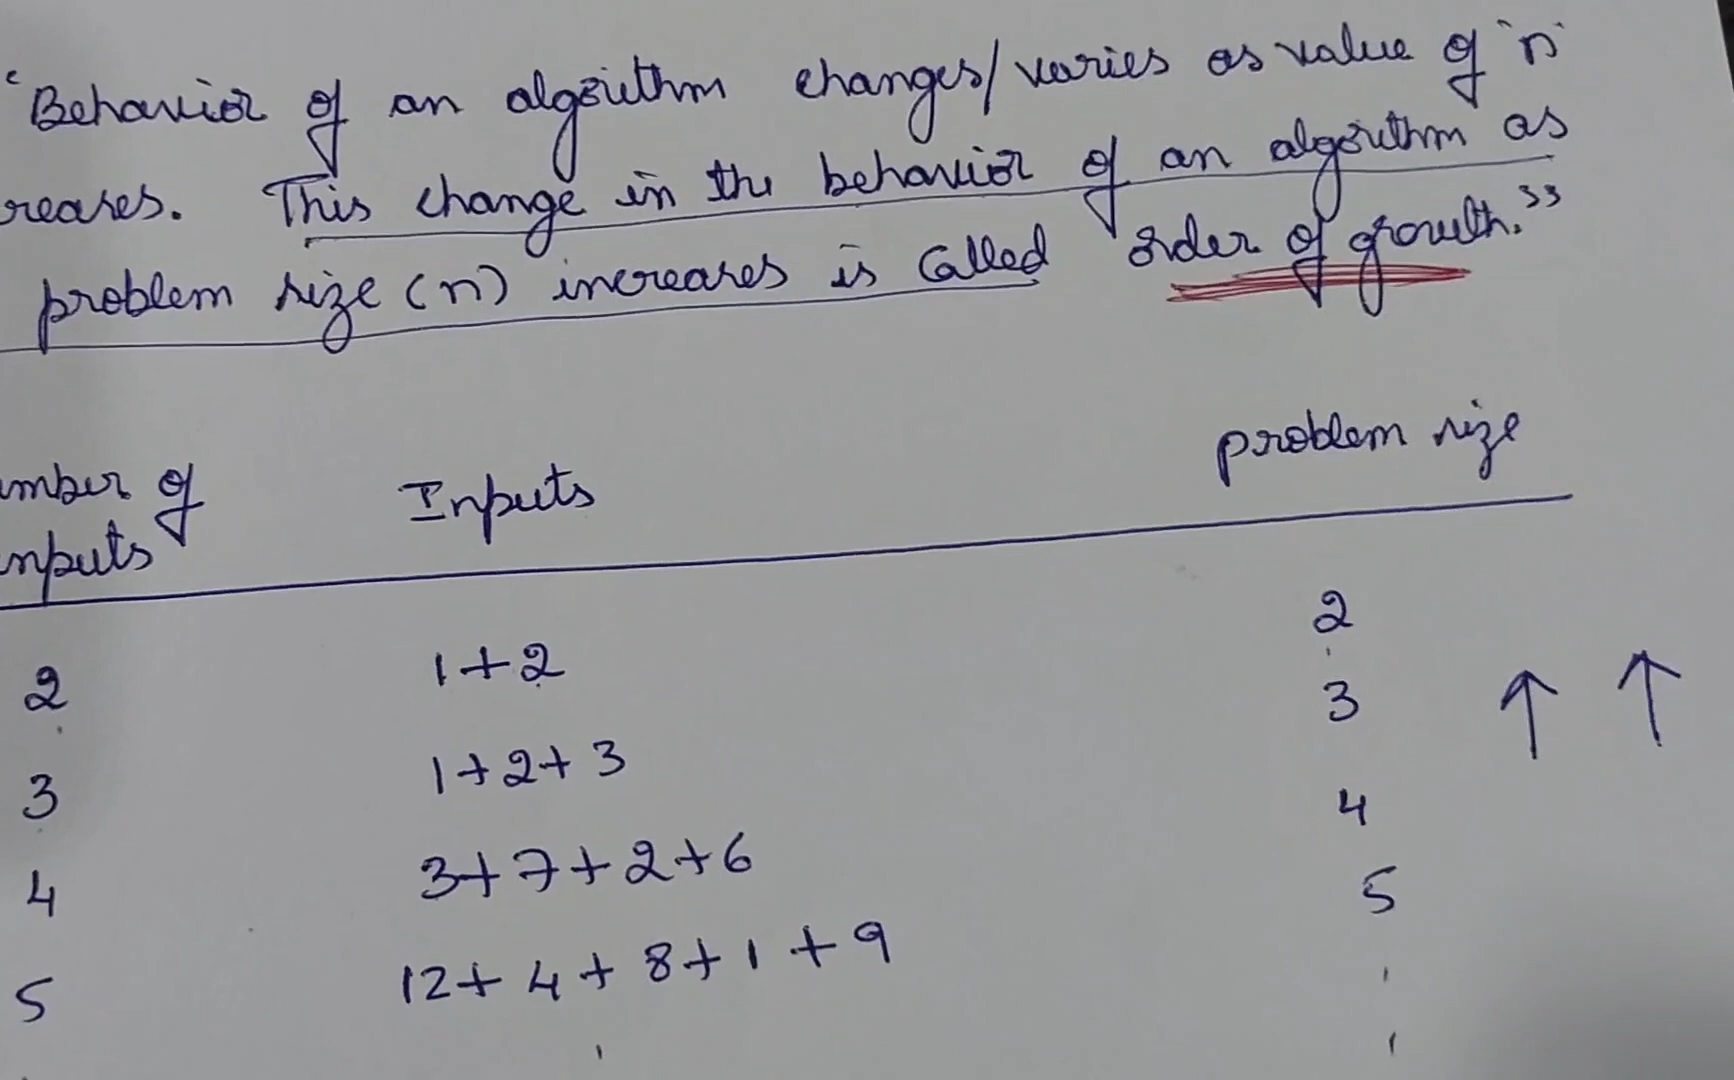 "Behavior of an algorithm changes/varies as value of 'n'
reases. This change in the behavior of an algorithm as
problem size (n) increases is called order of growth."
mber of Inputs problem size
nputs
2 1+2 2
3 1+2+3 3
4 3+7+2+6 4
5 12+4+8+1+9 5